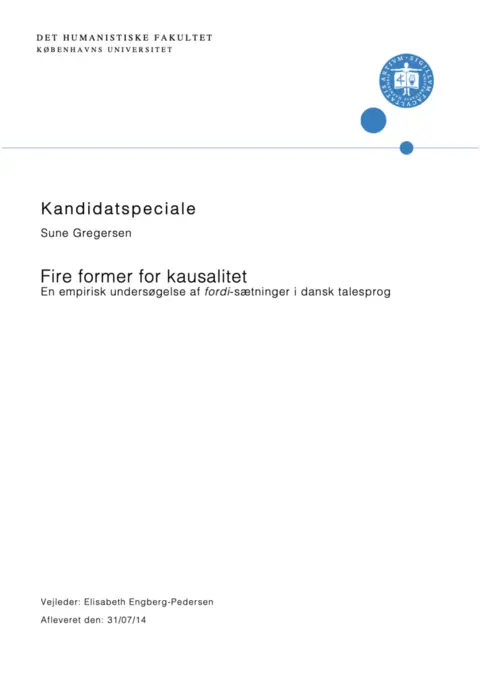 DET HUMANISTISKE FAKULTET
KØBENHAVNS UNIVERSITET
Kandidatspeciale
Sune Gregersen
Fire former for kausalitet
En empirisk undersøgelse af fordi-sætninger i dansk talesprog
Vejleder: Elisabeth Engberg-Pedersen
Afleveret den: 31/07/14